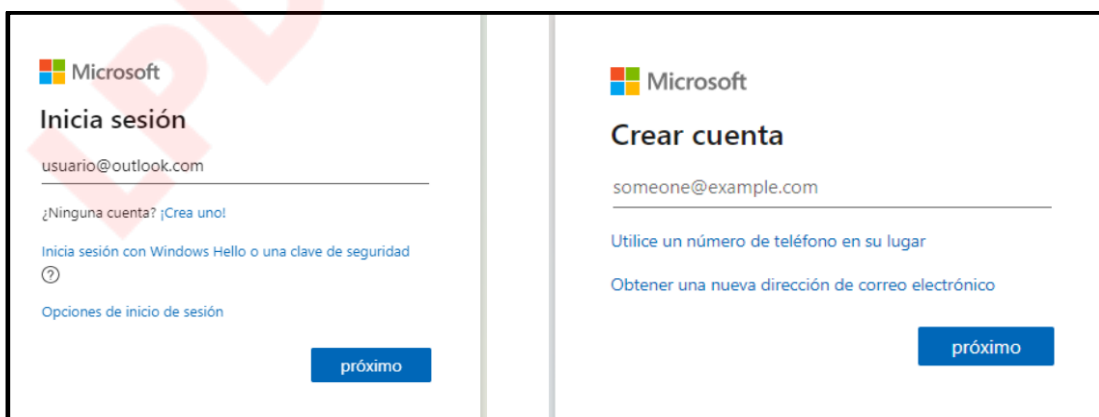 Microsoft
Inicia sesión
usuario@outlook.com
¿Ninguna cuenta? ¡Crea uno!
Inicia sesión con Windows Hello o una clave de seguridad
?
Opciones de inicio de sesión
próximo
Microsoft
Crear cuenta
someone@example.com
Utilice un número de teléfono en su lugar
Obtener una nueva dirección de correo electrónico
próximo